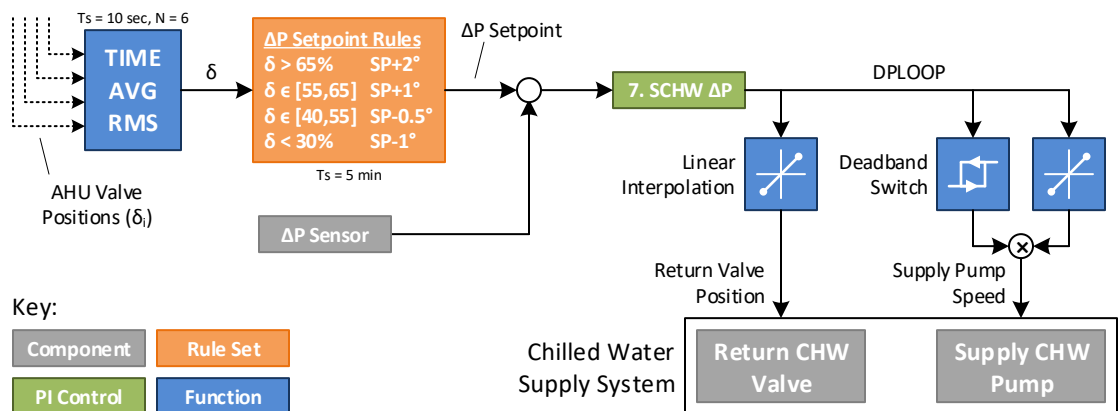 Ts = 10 sec, N = 6
TIME
AVG
RMS
δ
ΔP Setpoint Rules
δ > 65% SP+2°
δ ϵ [55,65] SP+1°
δ ϵ [40,55] SP-0.5°
δ < 30% SP-1°
Ts = 5 min
ΔP Setpoint
7. SCHW ΔP
DPLOOP
AHU Valve
Positions (δi)
ΔP Sensor
Linear
Interpolation
Deadband
Switch
×
Return Valve
Position
Supply Pump
Speed
Key:
Component
Rule Set
PI Control
Function
Chilled Water
Supply System
Return CHW
Valve
Supply CHW
Pump